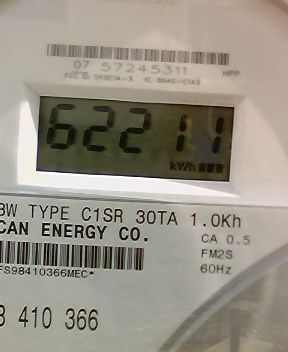 07 57245311
62211
kWh
BW TYPE C1SR 30TA 1.0Kh
CAN ENERGY CO.
CA 0.5
FM2S
FS98410366MEC*
60Hz
410 366